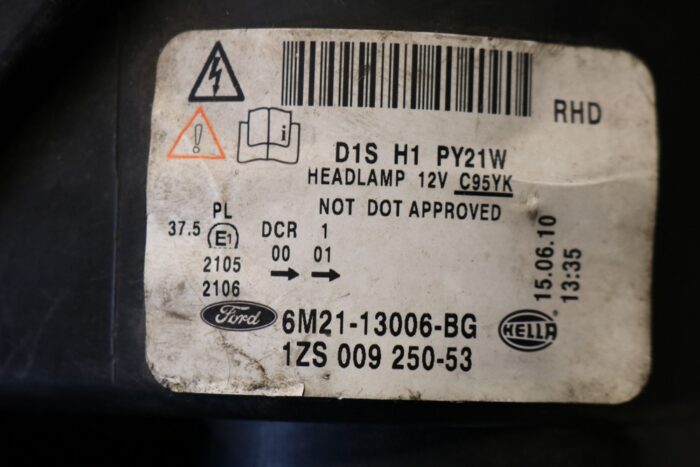 RHD
D1S H1 PY21W
HEADLAMP 12V C95YK
NOT DOT APPROVED
PL
37.5 E1 DCR 1
00 01
2105
2106
15.06.10
13:35
Ford 6M21-13006-BG HELLA
1ZS 009 250-53